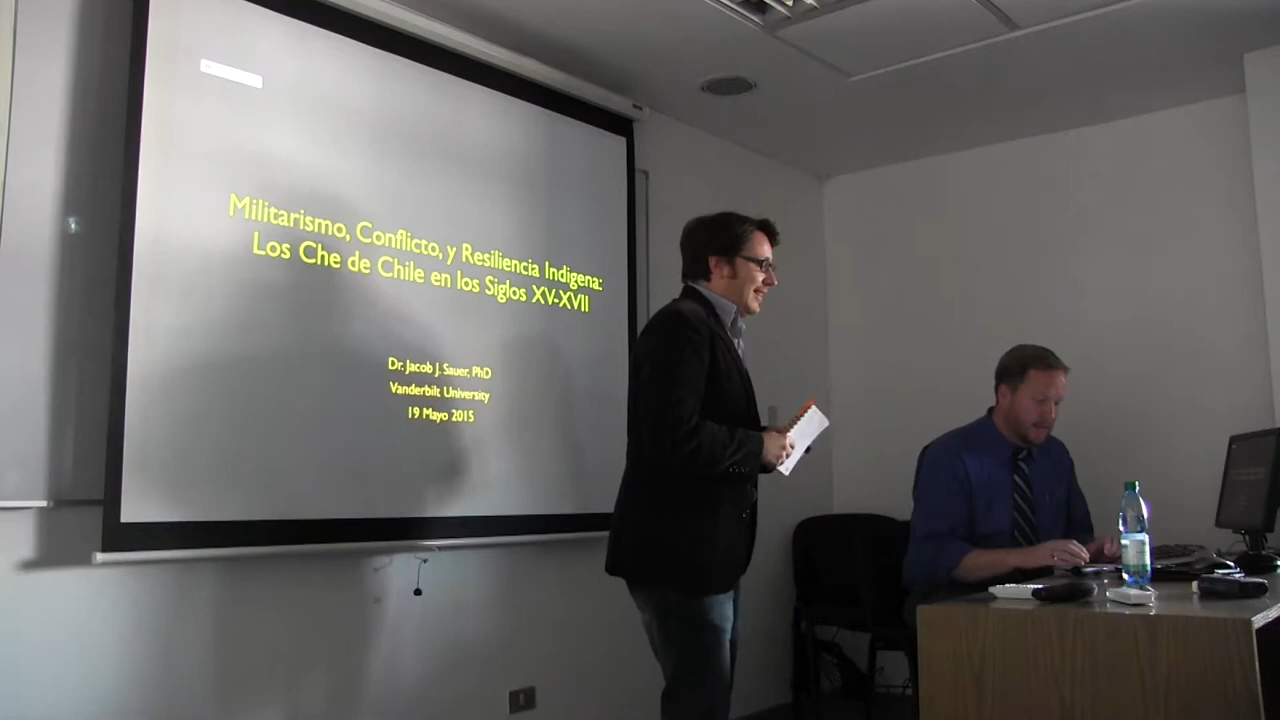 Militarismo, Conflicto, y Resiliencia Indigena:
Los Che de Chile en los Siglos XV-XVII
Dr. Jacob J. Sauer, PhD
Vanderbilt University
19 Mayo 2015